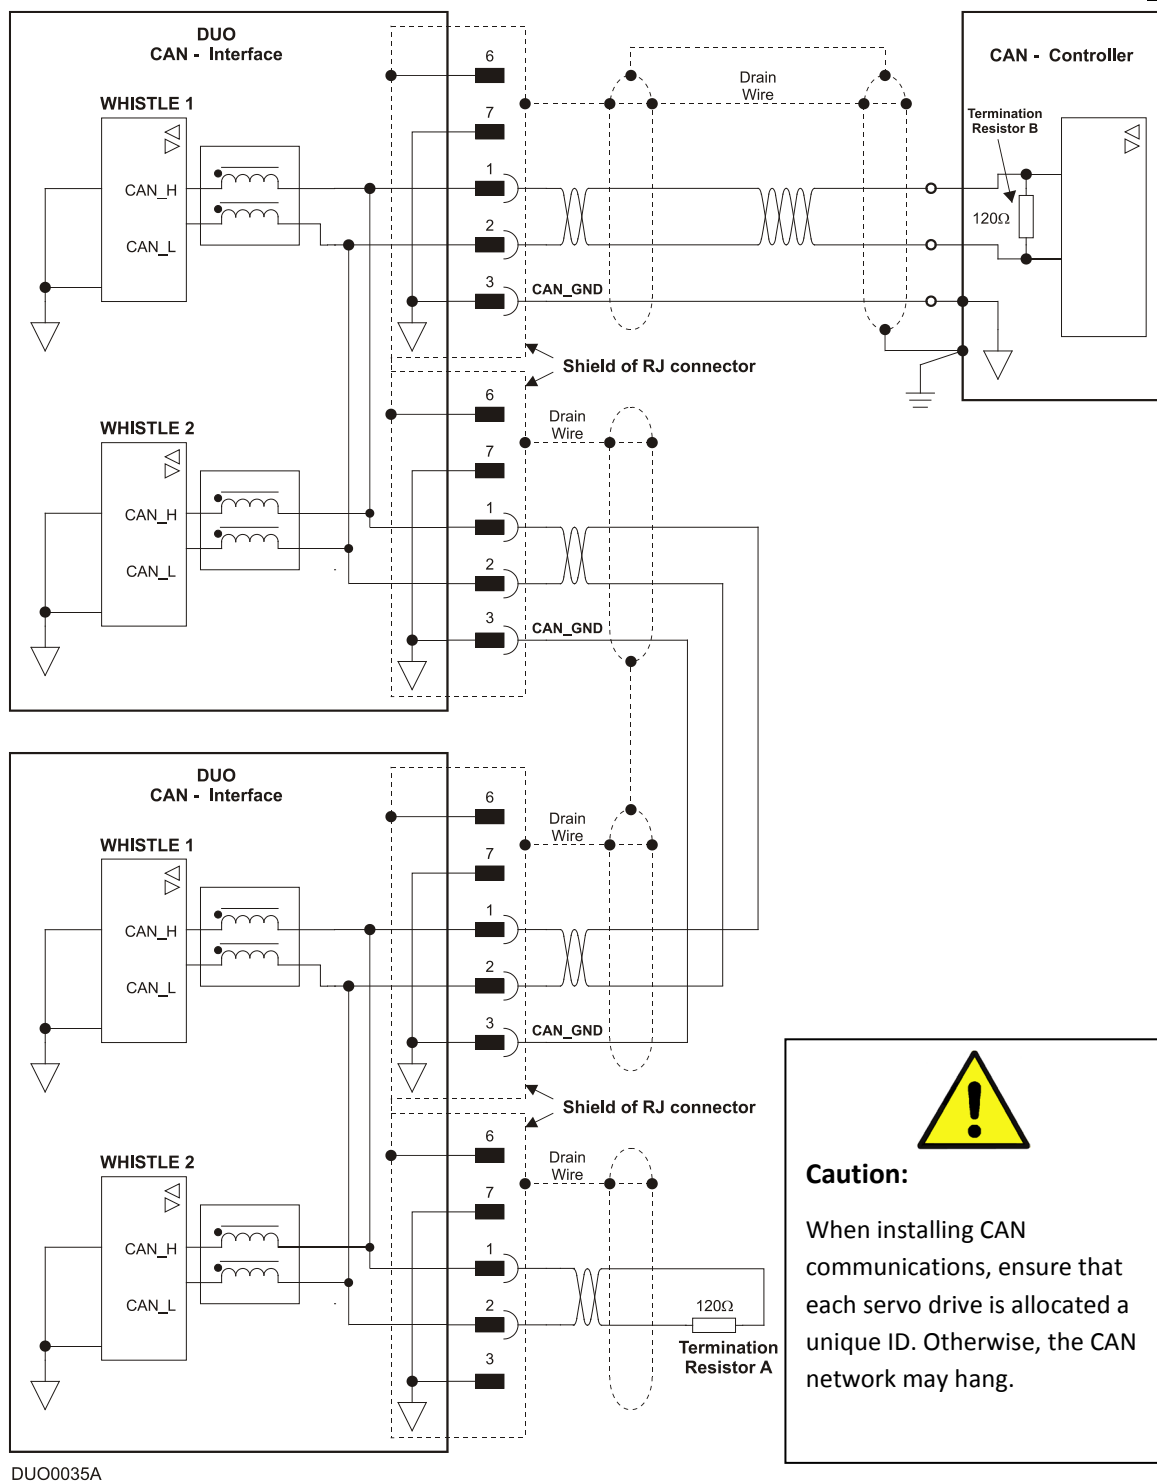 DUO
CAN - Interface
WHISTLE 1
CAN_H
CAN_L
6
7
1
2
3
CAN_GND
Drain
Wire
CAN - Controller
Termination
Resistor B
120Ω
Shield of RJ connector
WHISTLE 2
CAN_H
CAN_L
6
7
1
2
3
CAN_GND
Drain
Wire
DUO
CAN - Interface
WHISTLE 1
CAN_H
CAN_L
6
7
1
2
3
CAN_GND
Drain
Wire
Shield of RJ connector
WHISTLE 2
CAN_H
CAN_L
6
7
1
2
3
Drain
Wire
120Ω
Termination
Resistor A
Caution:
When installing CAN
communications, ensure that
each servo drive is allocated a
unique ID. Otherwise, the CAN
network may hang.
DUO0035A